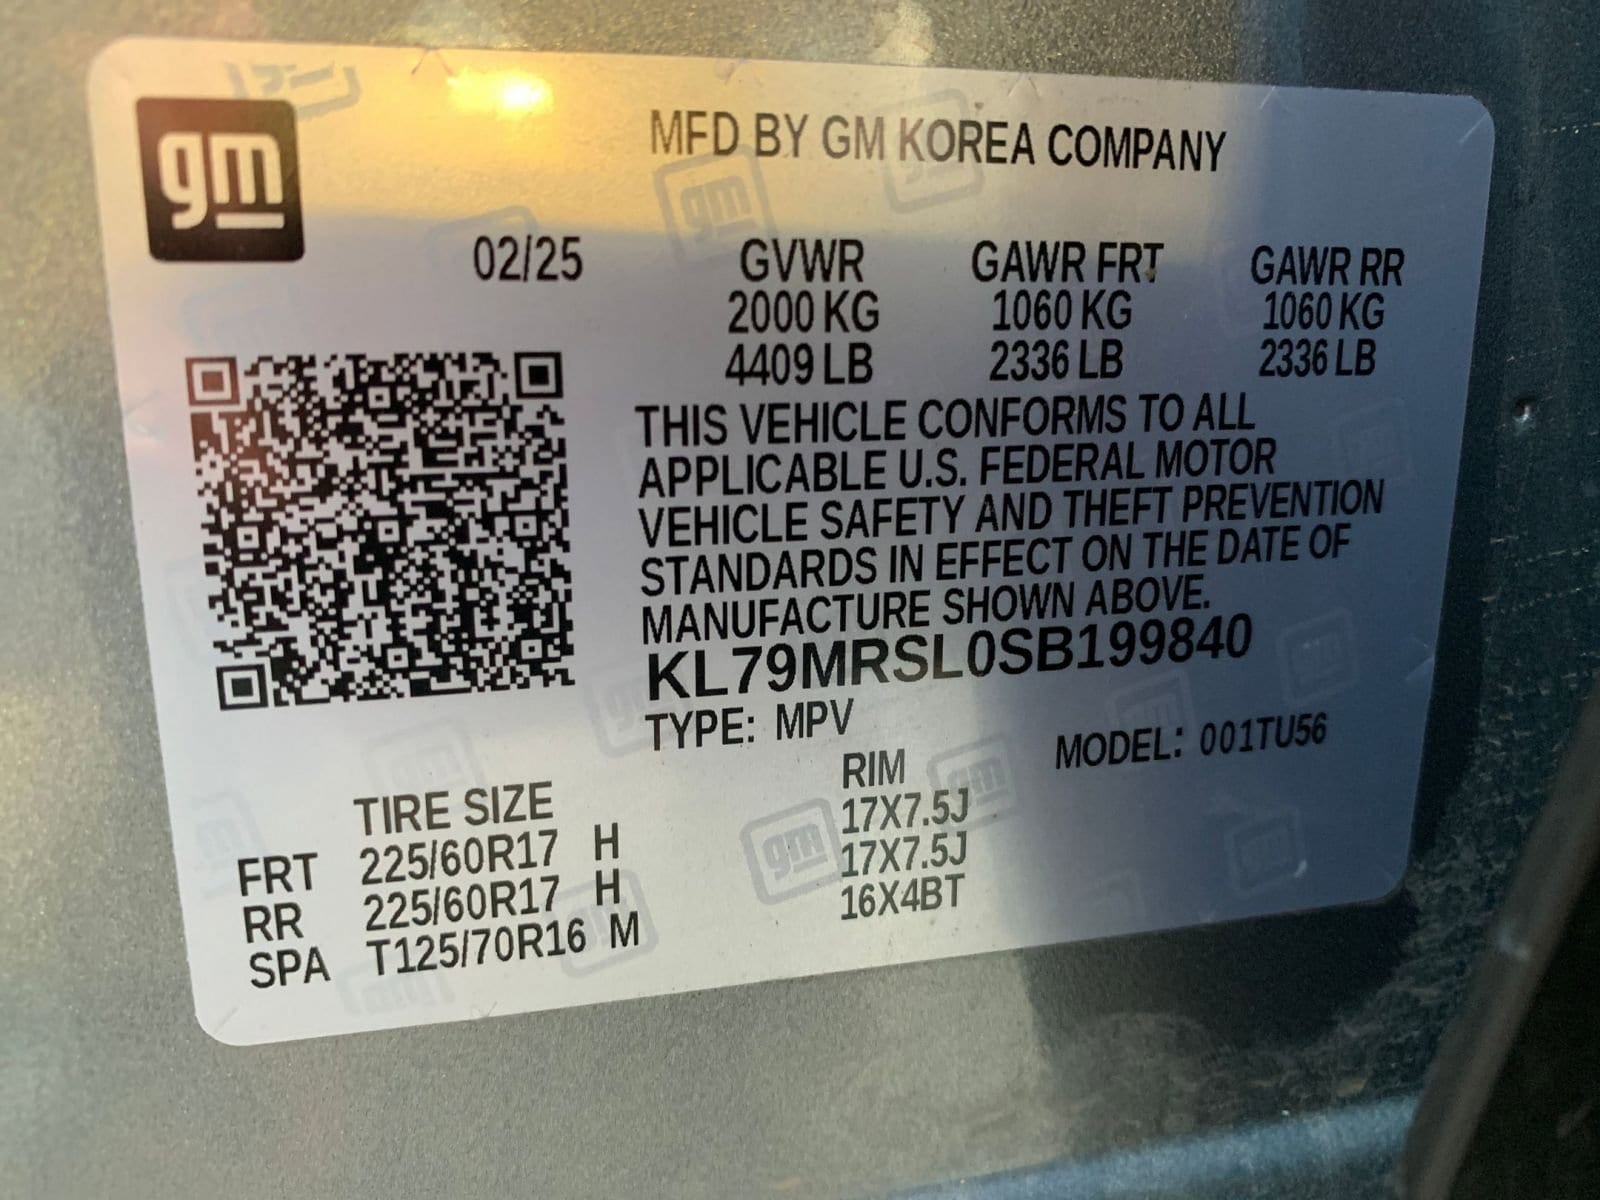 gm
MFD BY GM KOREA COMPANY
02/25 GVWR GAWR FRT GAWR RR
2000 KG 1060 KG 1060 KG
4409 LB 2336 LB 2336 LB
THIS VEHICLE CONFORMS TO ALL
APPLICABLE U.S. FEDERAL MOTOR
VEHICLE SAFETY AND THEFT PREVENTION
STANDARDS IN EFFECT ON THE DATE OF
MANUFACTURE SHOWN ABOVE.
KL79MRSL0SB199840
TYPE: MPV MODEL: 001TU56
TIRE SIZE RIM
FRT 225/60R17 H 17X7.5J
RR 225/60R17 H 17X7.5J
SPA T125/70R16 M 16X4BT